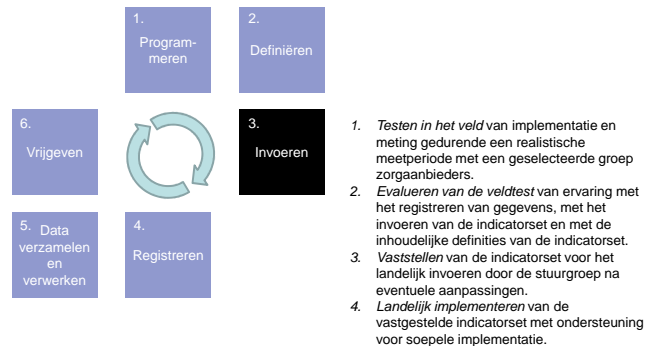 1.
Program-
meren
2.
Definiëren
6.
Vrijgeven
3.
Invoeren
5. Data
verzamelen
en
verwerken
4.
Registreren
1. Testen in het veld van implementatie en
meting gedurende een realistische
meetperiode met een geselecteerde groep
zorgaanbieders.
2. Evalueren van de veldtest van ervaring met
het registreren van gegevens, met het
invoeren van de indicatorset en met de
inhoudelijke definities van de indicatorset.
3. Vaststellen van de indicatorset voor het
landelijk invoeren door de stuurgroep na
eventuele aanpassingen.
4. Landelijk implementeren van de
vastgestelde indicatorset met ondersteuning
voor soepele implementatie.